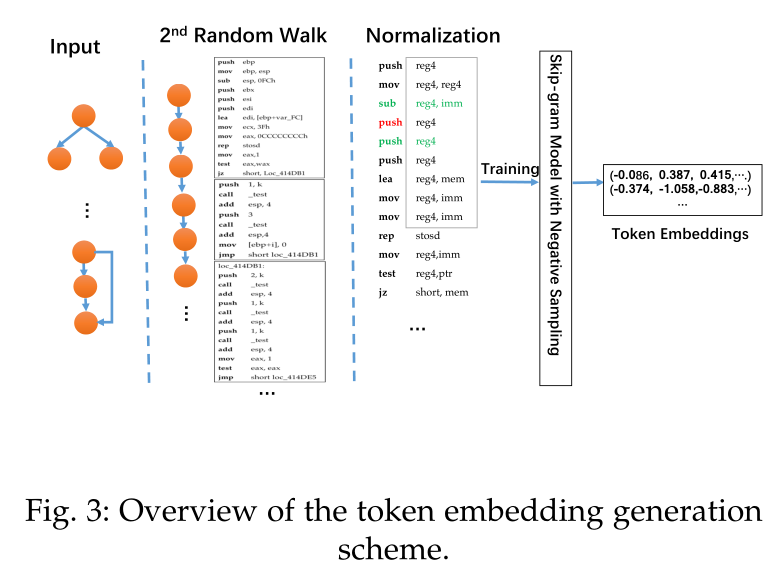 Input
2nd Random Walk
Normalization
push ebp
mov ebp, esp
sub esp, 0FCh
push ebx
push esi
push edi
lea edi, [ebp+var_FC]
mov ecx, 3Fh
mov eax, 0CCCCCCCCh
rep stosd
mov eax,1
test eax,wax
jz short, Loc_414DB1
push 1, k
call _test
add esp, 4
push 3
call _test
add esp,4
mov [ebp+i], 0
jmp short loc_414DB1
loc_414DB1:
push 2, k
call _test
add esp, 4
push 1, k
call _test
add esp, 4
push 1, k
call _test
add esp, 4
mov eax, 1
test eax, eax
jmp short loc_414DE5
...
push reg4
mov reg4, reg4
sub reg4, imm
push reg4
push reg4
push reg4
lea reg4, mem
mov reg4, imm
mov reg4, imm
rep stosd
mov reg4,imm
test reg4,ptr
jz short, mem
...
Training
Skip-gram Model with Negative Sampling
(-0.086, 0.387, 0.415,···.)
(-0.374, -1.058,-0.883,···)
...
Token Embeddings
Fig. 3: Overview of the token embedding generation
scheme.